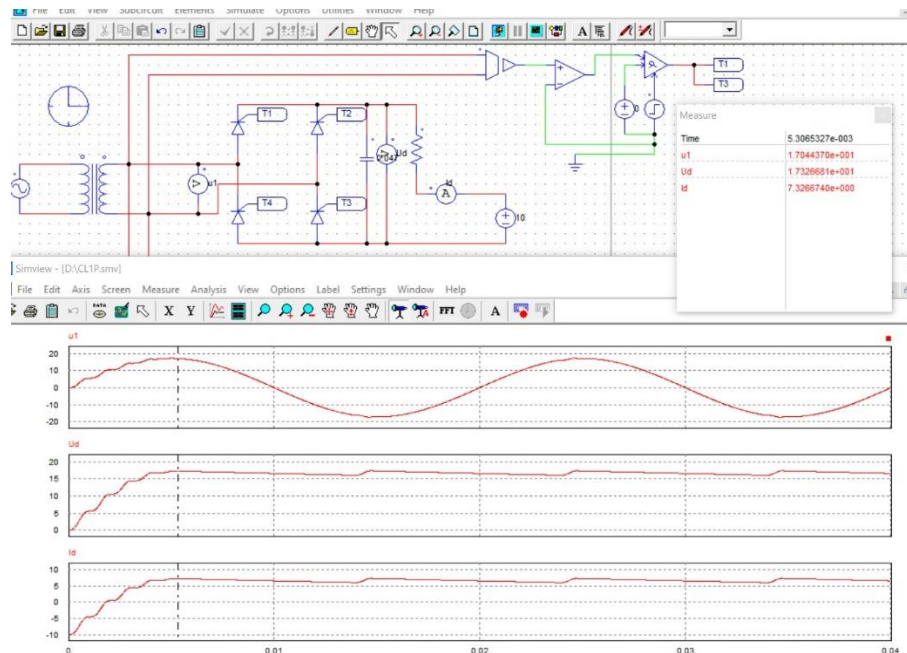 File Edit View Subcircuit Elements Simulate Options Utilities Window Help
A
T1
T3
0
T1
T2
Ud
u1
Id
A
T4
T3
10
Measure
Time 5.3065327e-003
u1 1.7044370e+001
Ud 1.7326681e+001
Id 7.3266740e+000
Simview - [D:\CL1P.smv]
File Edit Axis Screen Measure Analysis View Options Label Settings Window Help
DATA X Y FFT A
u1
20
10
0
-10
-20
Ud
20
15
10
5
0
Id
10
5
0
-5
-10
0 0.01 0.02 0.03 0.04